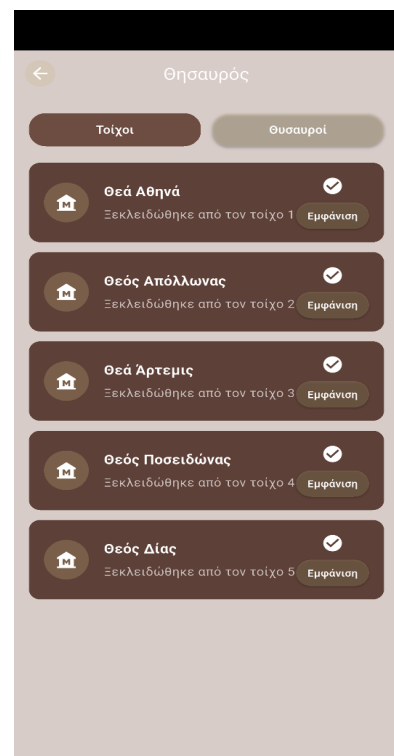 Θησαυρός
Τοίχοι
Θυσαυροί
Θεά Αθηνά
Ξεκλειδώθηκε από τον τοίχο 1
Εμφάνιση
Θεός Απόλλωνας
Ξεκλειδώθηκε από τον τοίχο 2
Εμφάνιση
Θεά Άρτεμις
Ξεκλειδώθηκε από τον τοίχο 3
Εμφάνιση
Θεός Ποσειδώνας
Ξεκλειδώθηκε από τον τοίχο 4
Εμφάνιση
Θεός Δίας
Ξεκλειδώθηκε από τον τοίχο 5
Εμφάνιση